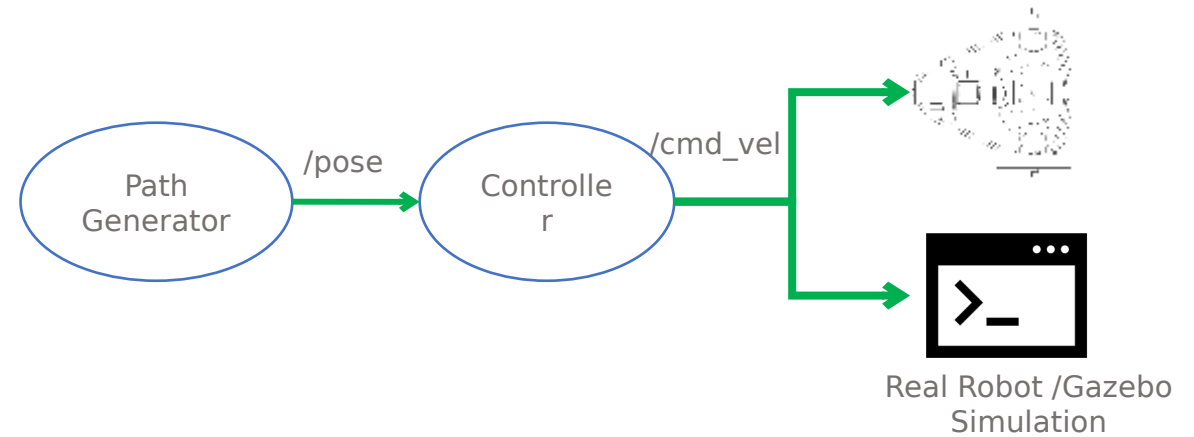 Path
Generator
/pose
Controlle
r
/cmd_vel
>_
Real Robot /Gazebo
Simulation